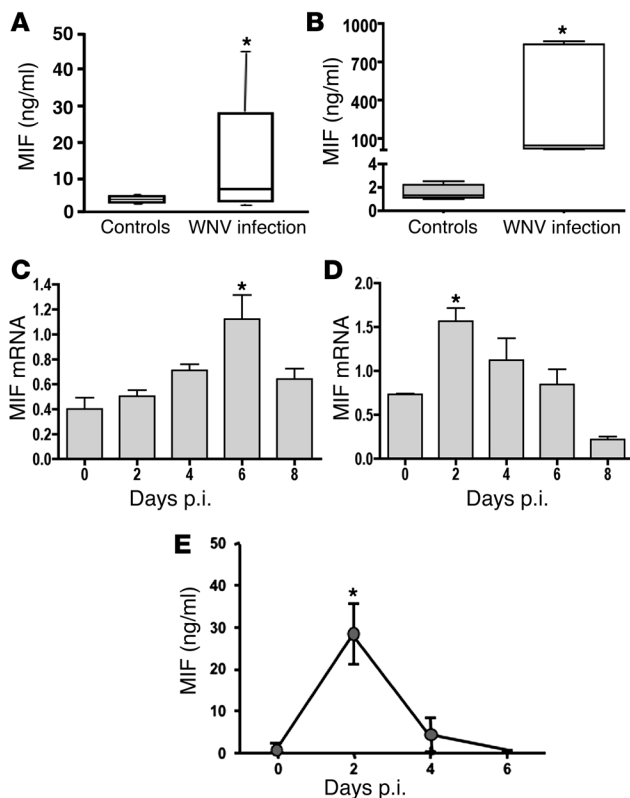 A
MIF (ng/ml)
50
40
30
20
10
0
*
Controls
WNV infection
B
MIF (ng/ml)
1000
700
400
100
4
2
0
*
Controls
WNV infection
C
MIF mRNA
1.4
1.2
1.0
0.8
0.6
0.4
0.2
0.0
*
0 2 4 6 8
Days p.i.
D
MIF mRNA
2.0
1.5
1.0
0.5
0.0
*
0 2 4 6 8
Days p.i.
E
MIF (ng/ml)
50
40
30
20
10
0
*
0 2 4 6
Days p.i.